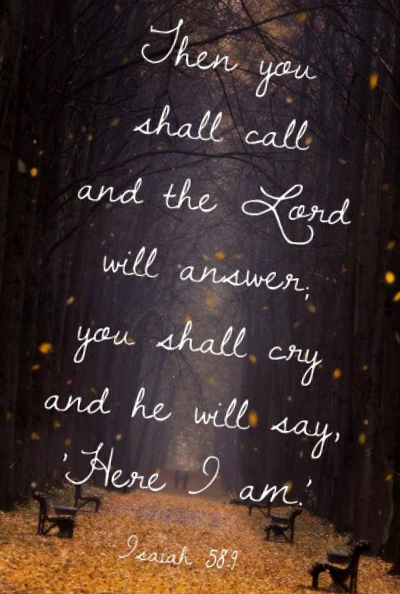 Then you
shall call
and the Lord
will answer;
you shall cry
and he will say,
'Here I am.'
Isaiah 58.9